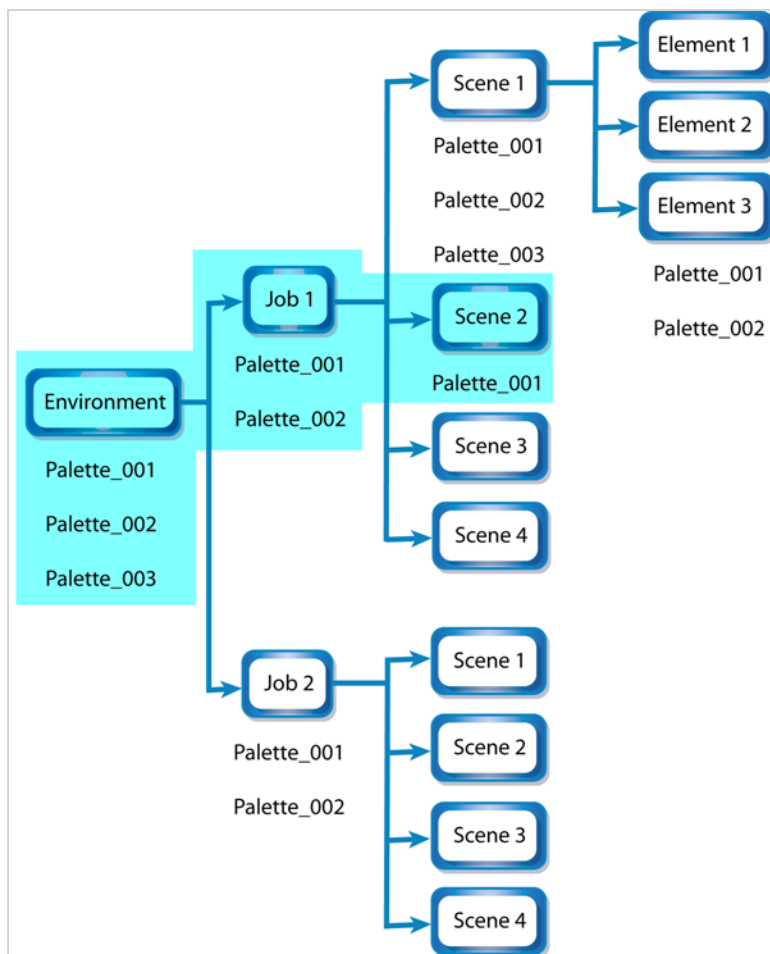 Element 1
Scene 1
Element 2
Palette_001
Palette_002
Element 3
Palette_003
Palette_001
Job 1
Scene 2
Palette_002
Palette_001
Palette_001
Environment
Palette_002
Scene 3
Palette_001
Palette_002
Scene 4
Palette_003
Scene 1
Job 2
Scene 2
Palette_001
Palette_002
Scene 3
Scene 4